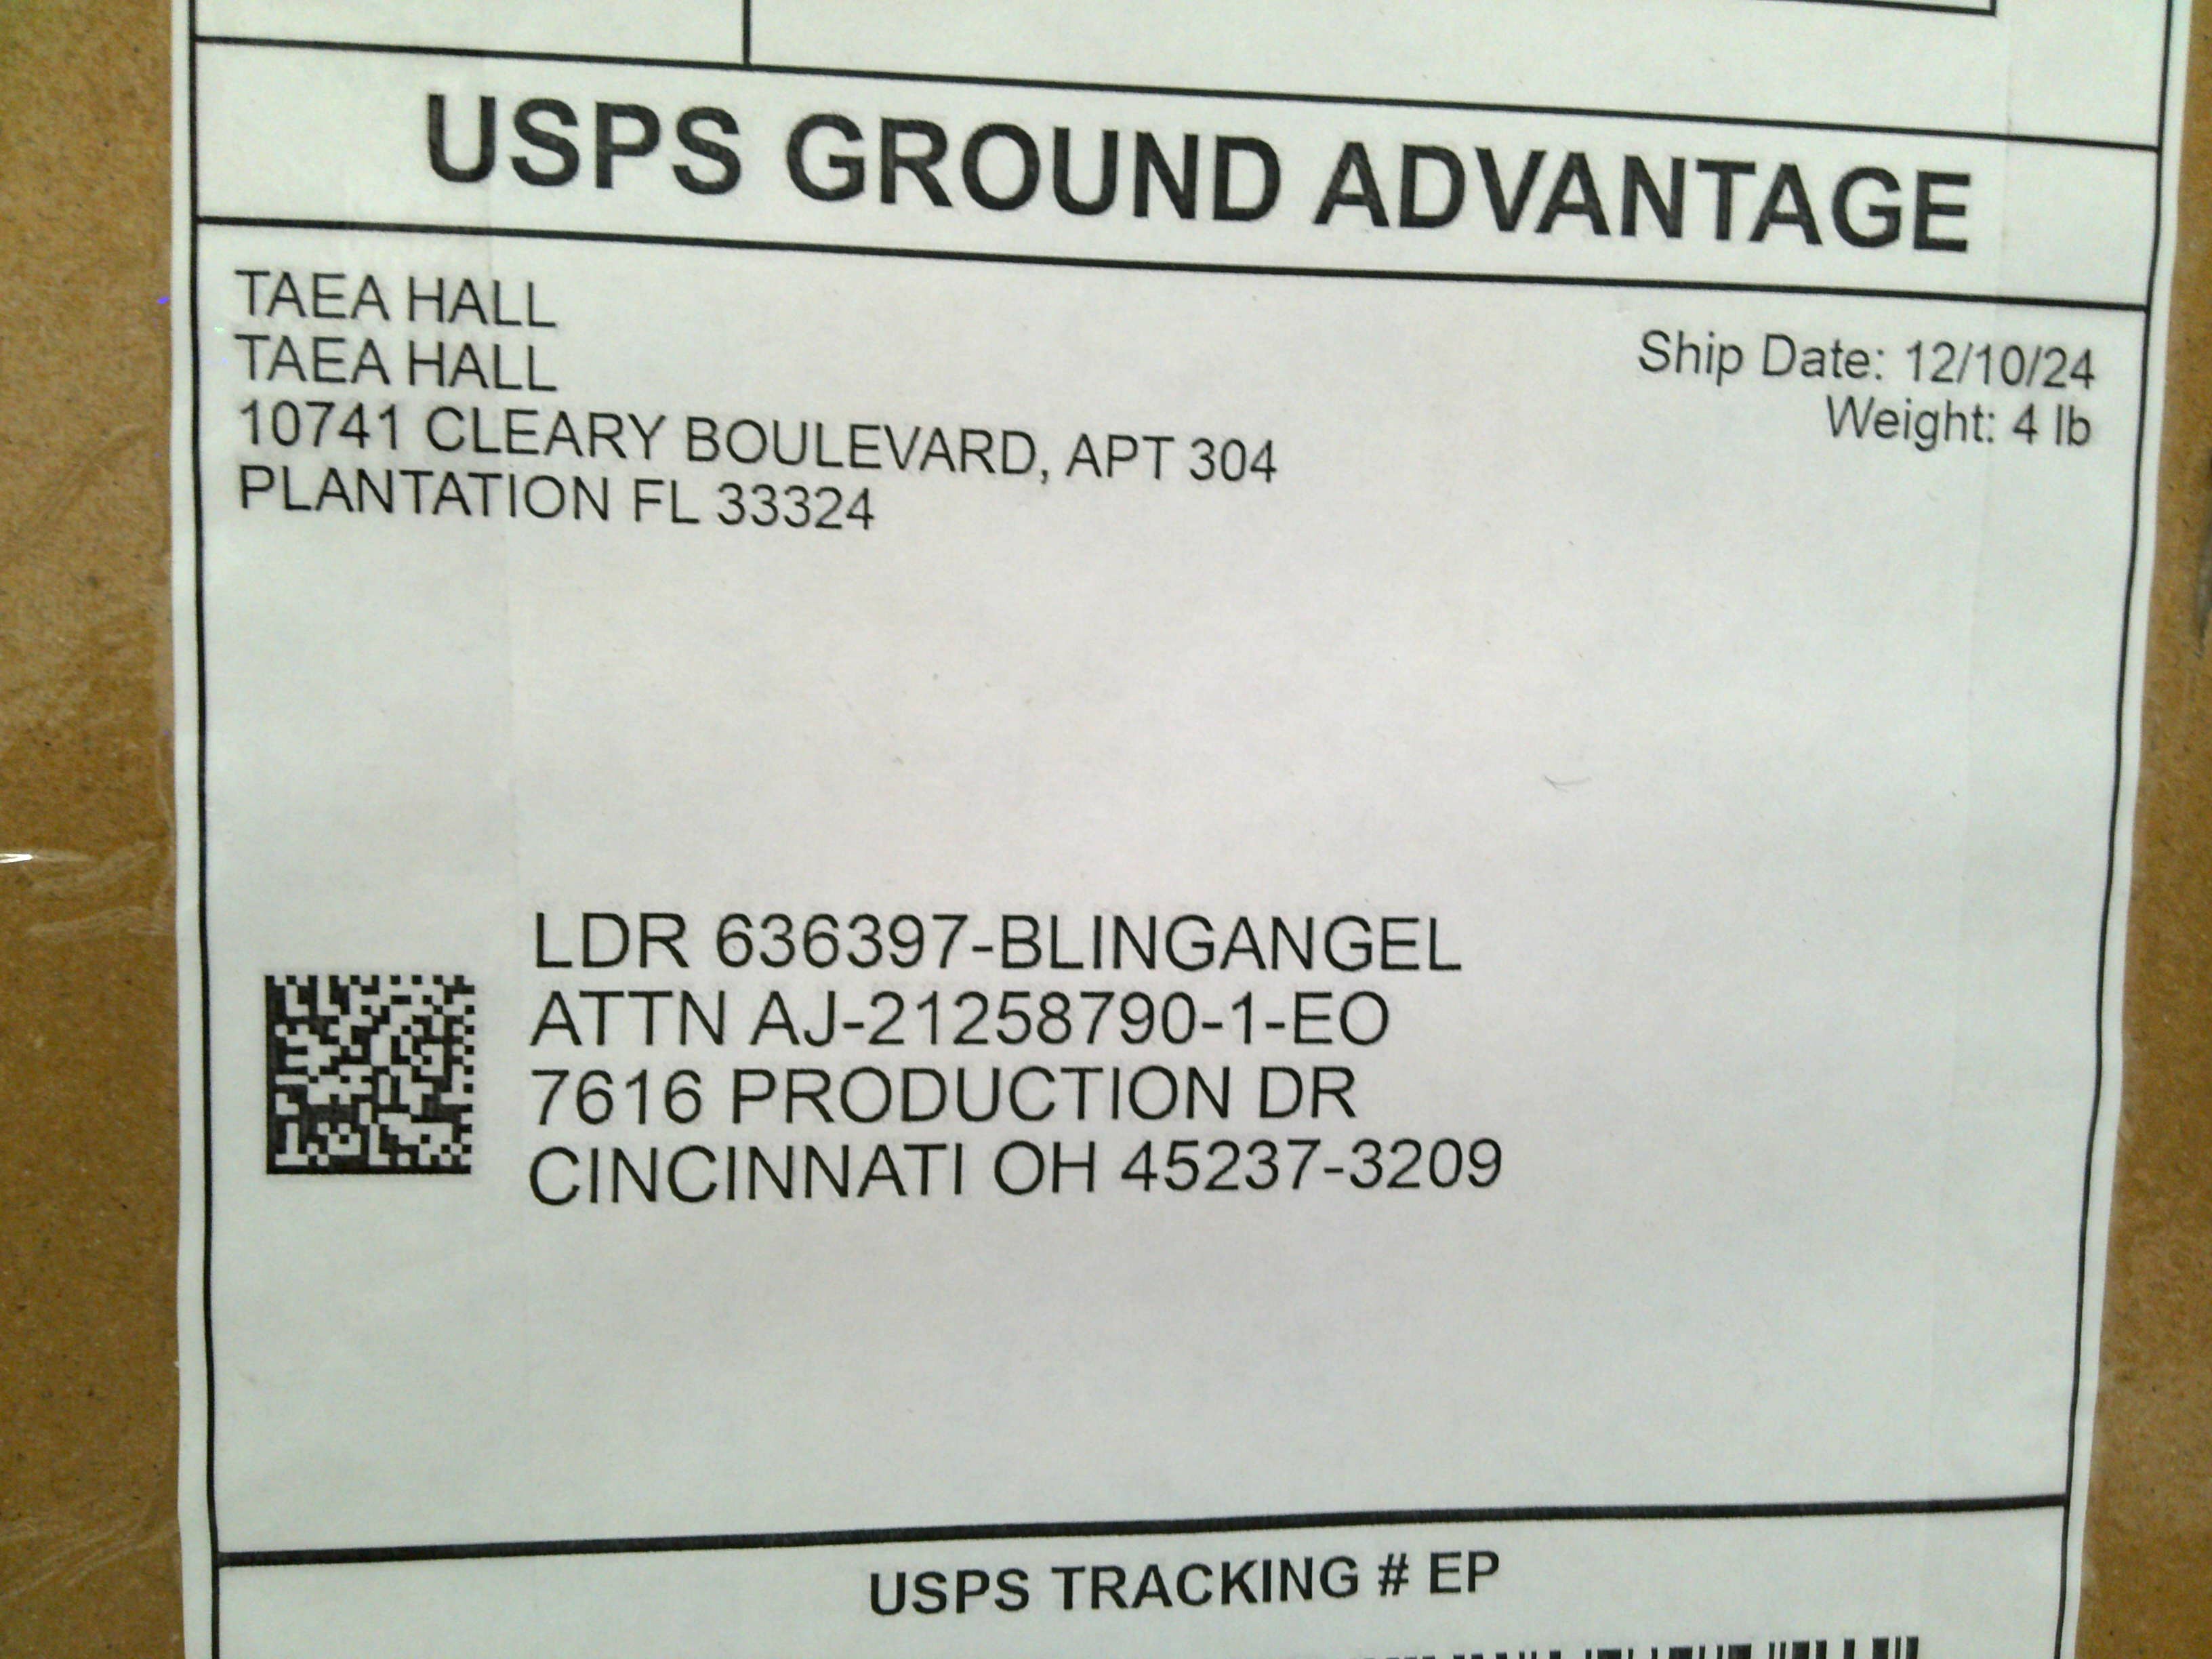 USPS GROUND ADVANTAGE
TAEA HALL
TAEA HALL
10741 CLEARY BOULEVARD, APT 304
PLANTATION FL 33324
Ship Date: 12/10/24
Weight: 4 lb
LDR 636397-BLINGANGEL
ATTN AJ-21258790-1-EO
7616 PRODUCTION DR
CINCINNATI OH 45237-3209
USPS TRACKING # EP